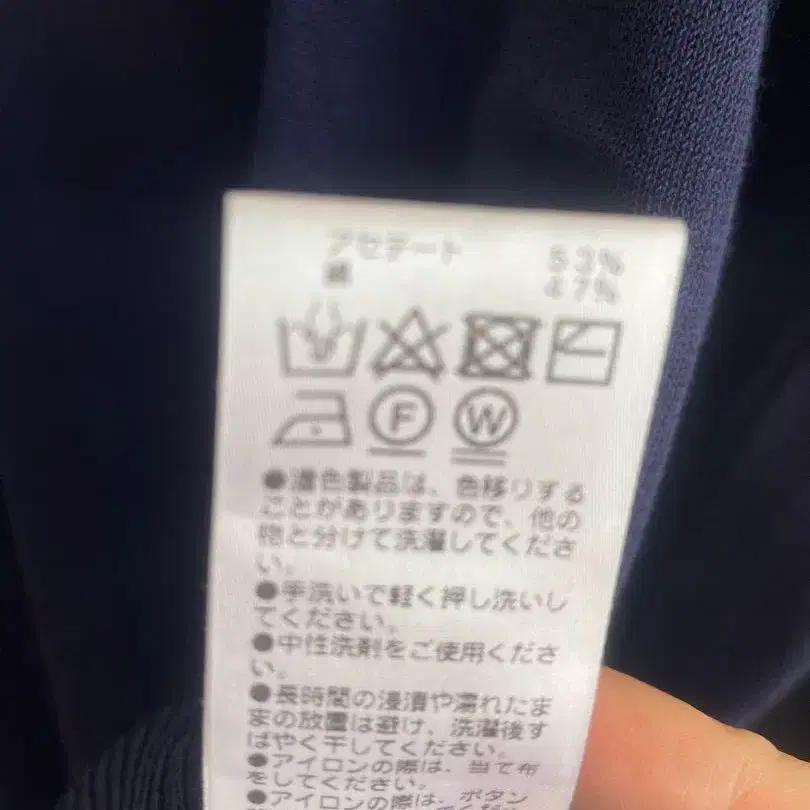 アセテート 53%
綿 47%
F W
●濃色製品は、色移りする
ことがありますので、他の
物と分けて洗濯してくださ
い。
●手洗いで軽く押し洗いし
てください。
●中性洗剤をご使用くださ
い。
●長時間の浸漬や濡れたま
まの放置は避け、洗濯後す
ばやく干してください。
●アイロンの際は、当て布
をしてください。
●アイロンの際は、ボタン